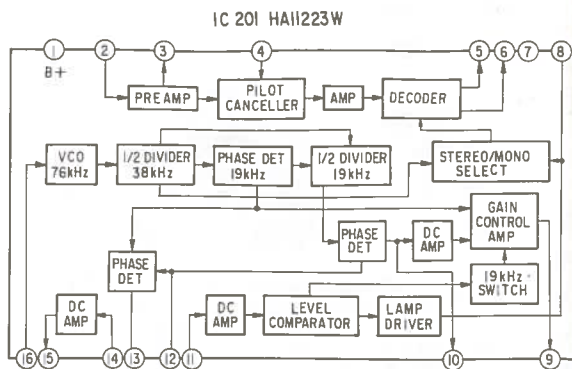 IC 201 HA11223W
1 2 3 4 5 6 7 8
B+
PREAMP
PILOT
CANCELLER
AMP
DECODER
VCO
76kHz
1/2 DIVIDER
38kHz
PHASE DET
19kHz
1/2 DIVIDER
19kHz
STEREO/MONO
SELECT
GAIN
CONTROL
AMP
PHASE
DET
PHASE
DET
DC
AMP
19kHz
SWITCH
DC
AMP
DC
AMP
LEVEL
COMPARATOR
LAMP
DRIVER
16 15 14 13 12 11 10 9